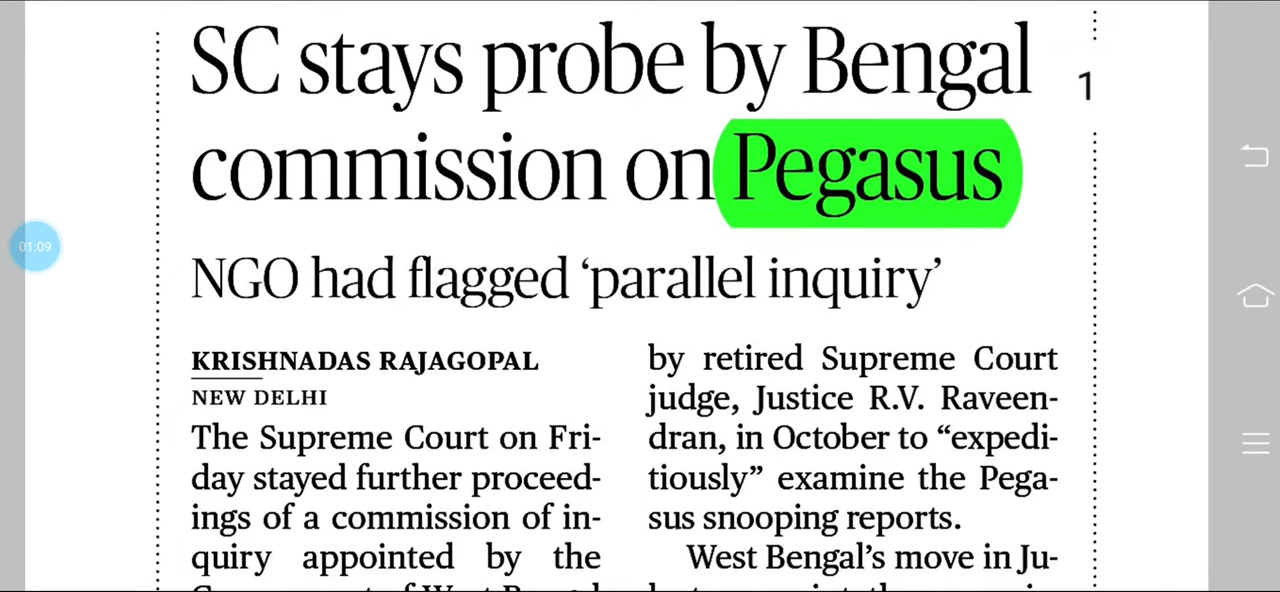 SC stays probe by Bengal
commission on Pegasus
1
NGO had flagged ‘parallel inquiry’
01:09
KRISHNADAS RAJAGOPAL
NEW DELHI
The Supreme Court on Fri-
day stayed further proceed-
ings of a commission of in-
quiry appointed by the
by retired Supreme Court
judge, Justice R.V. Raveen-
dran, in October to “expedi-
tiously” examine the Pega-
sus snooping reports.
West Bengal’s move in Ju-